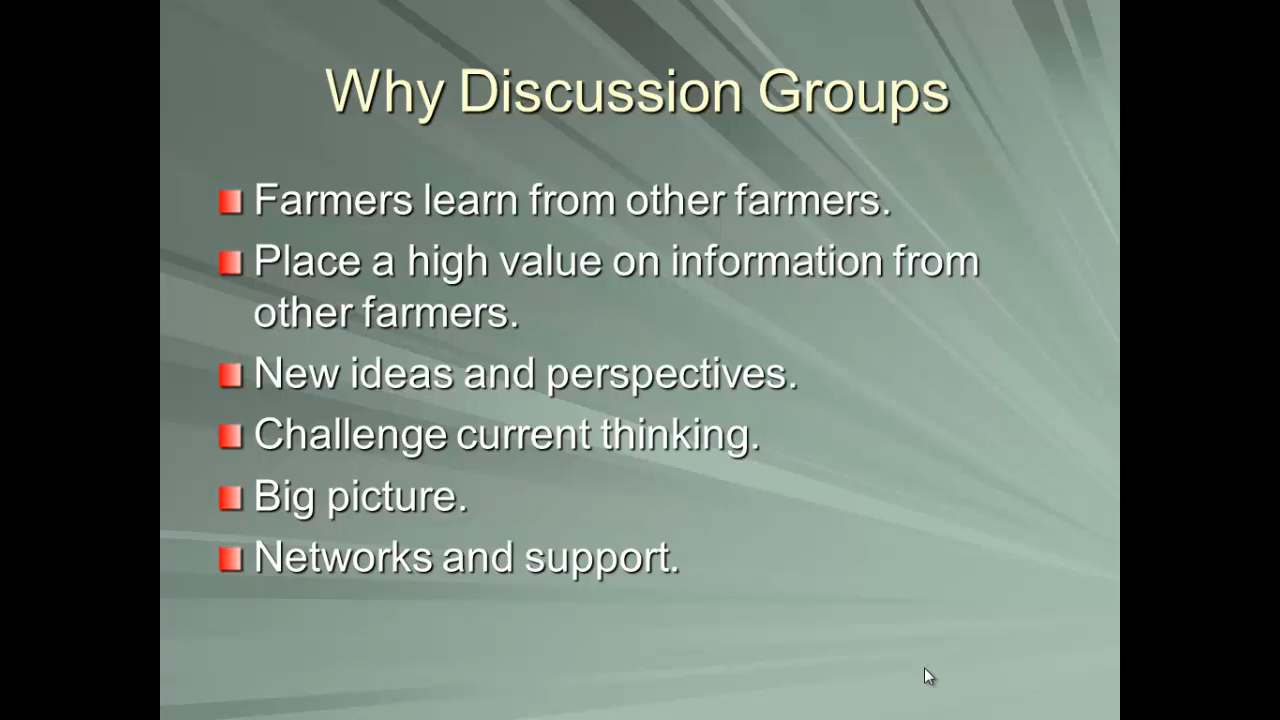 Why Discussion Groups
Farmers learn from other farmers.
Place a high value on information from
other farmers.
New ideas and perspectives.
Challenge current thinking.
Big picture.
Networks and support.